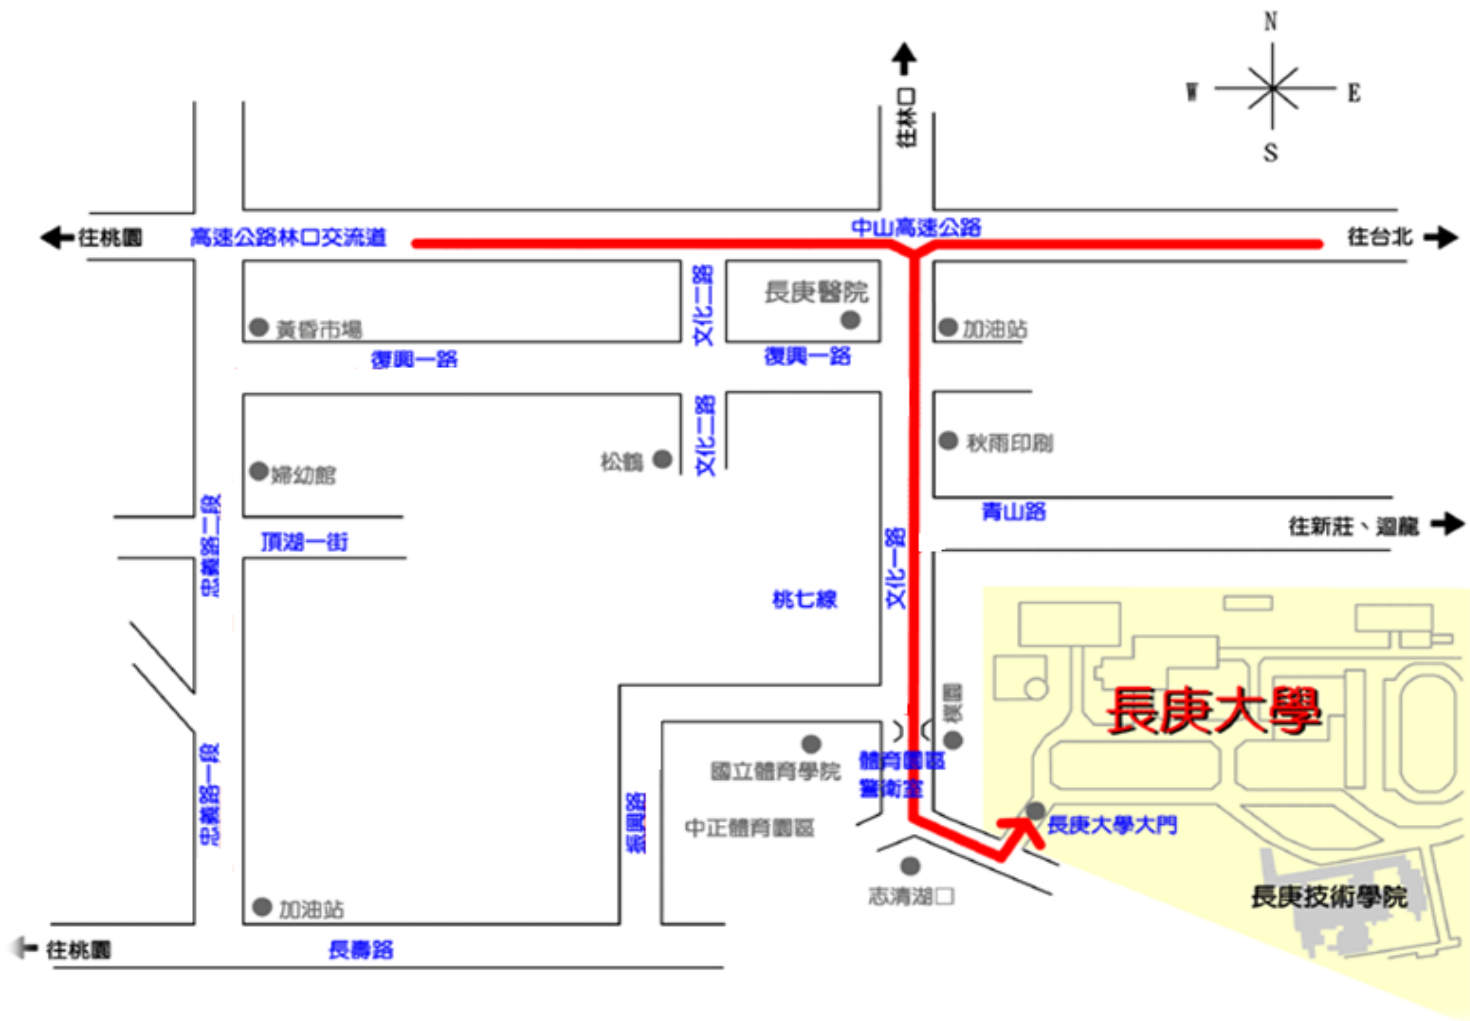 N
W
E
S
往林口
往桃園
高速公路林口交流道
中山高速公路
往台北
文化二路
長庚醫院
黃昏市場
加油站
復興一路
復興一路
文化二路
松鶴
秋雨印刷
婦幼館
忠義路二段
頂湖一街
青山路
往新莊、迴龍
文化一路
桃七線
長庚大學
國立體育學院
體育園區
警衛室
忠義路一段
振興路
中正體育園區
長庚大學大門
志清湖口
長庚技術學院
加油站
往桃園
長壽路